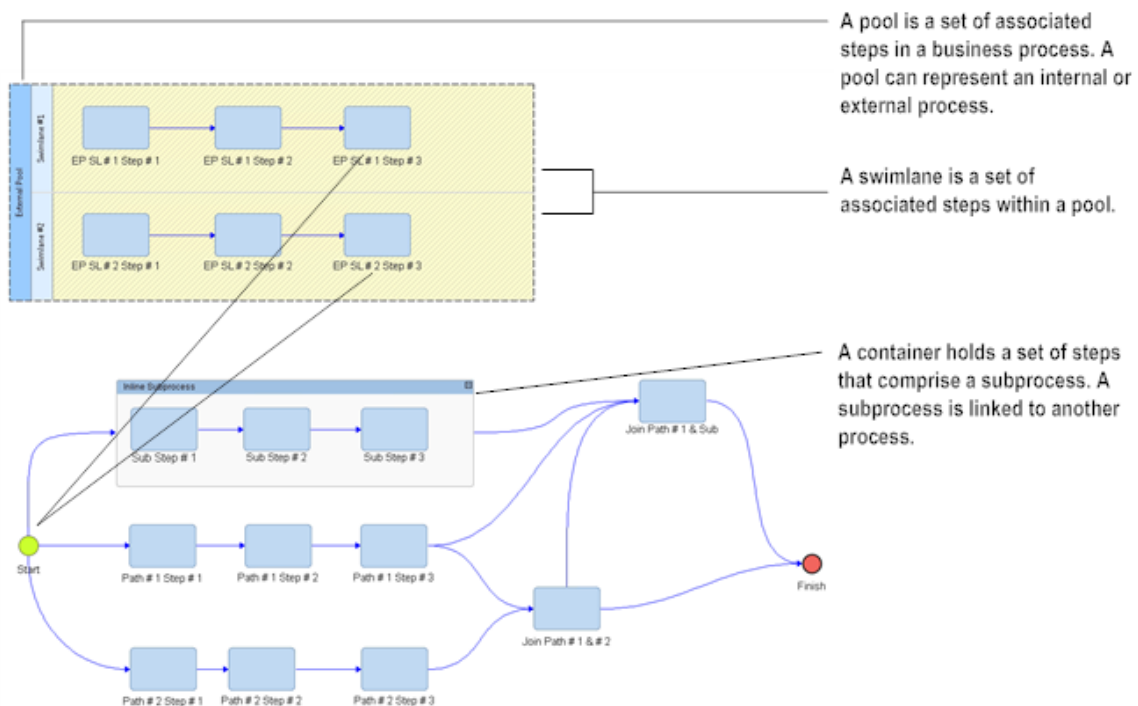 A pool is a set of associated
steps in a business process. A
pool can represent an internal or
external process.
External Pool
Swimlane #1
EP SL # 1 Step # 1
EP SL # 1 Step # 2
EP SL # 1 Step # 3
A swimlane is a set of
associated steps within a pool.
Swimlane #2
EP SL # 2 Step # 1
EP SL # 2 Step # 2
EP SL # 2 Step # 3
A container holds a set of steps
that comprise a subprocess. A
subprocess is linked to another
process.
Inline Subprocess
Sub Step # 1
Sub Step # 2
Sub Step # 3
Join Path # 1 & Sub
Start
Path # 1 Step # 1
Path # 1 Step # 2
Path # 1 Step # 3
Finish
Join Path # 1 & # 2
Path # 2 Step # 1
Path # 2 Step # 2
Path # 2 Step # 3